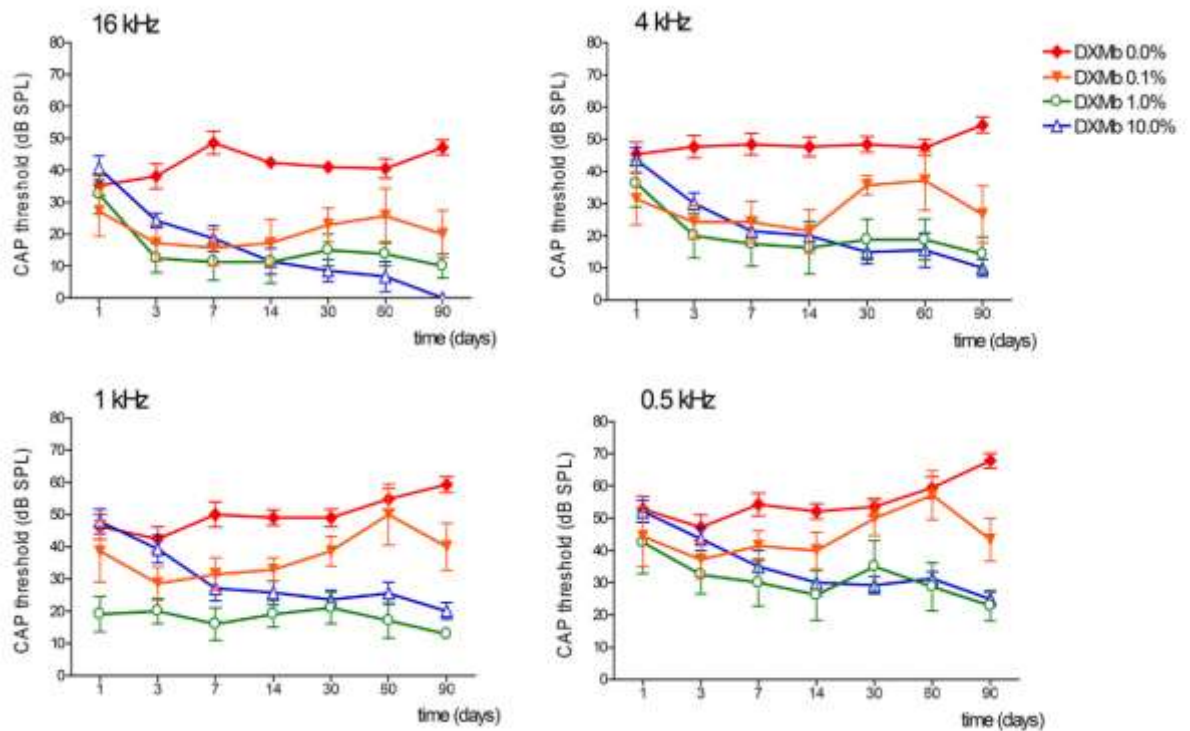 16 kHz
CAP threshold (dB SPL)
80
70
60
50
40
30
20
10
0
1 3 7 14 30 60 90
time (days)
4 kHz
CAP threshold (dB SPL)
80
70
60
50
40
30
20
10
0
1 3 7 14 30 60 90
time (days)
DXMb 0.0%
DXMb 0.1%
DXMb 1.0%
DXMb 10.0%
1 kHz
CAP threshold (dB SPL)
80
70
60
50
40
30
20
10
0
1 3 7 14 30 60 90
time (days)
0.5 kHz
CAP threshold (dB SPL)
80
70
60
50
40
30
20
10
0
1 3 7 14 30 60 90
time (days)